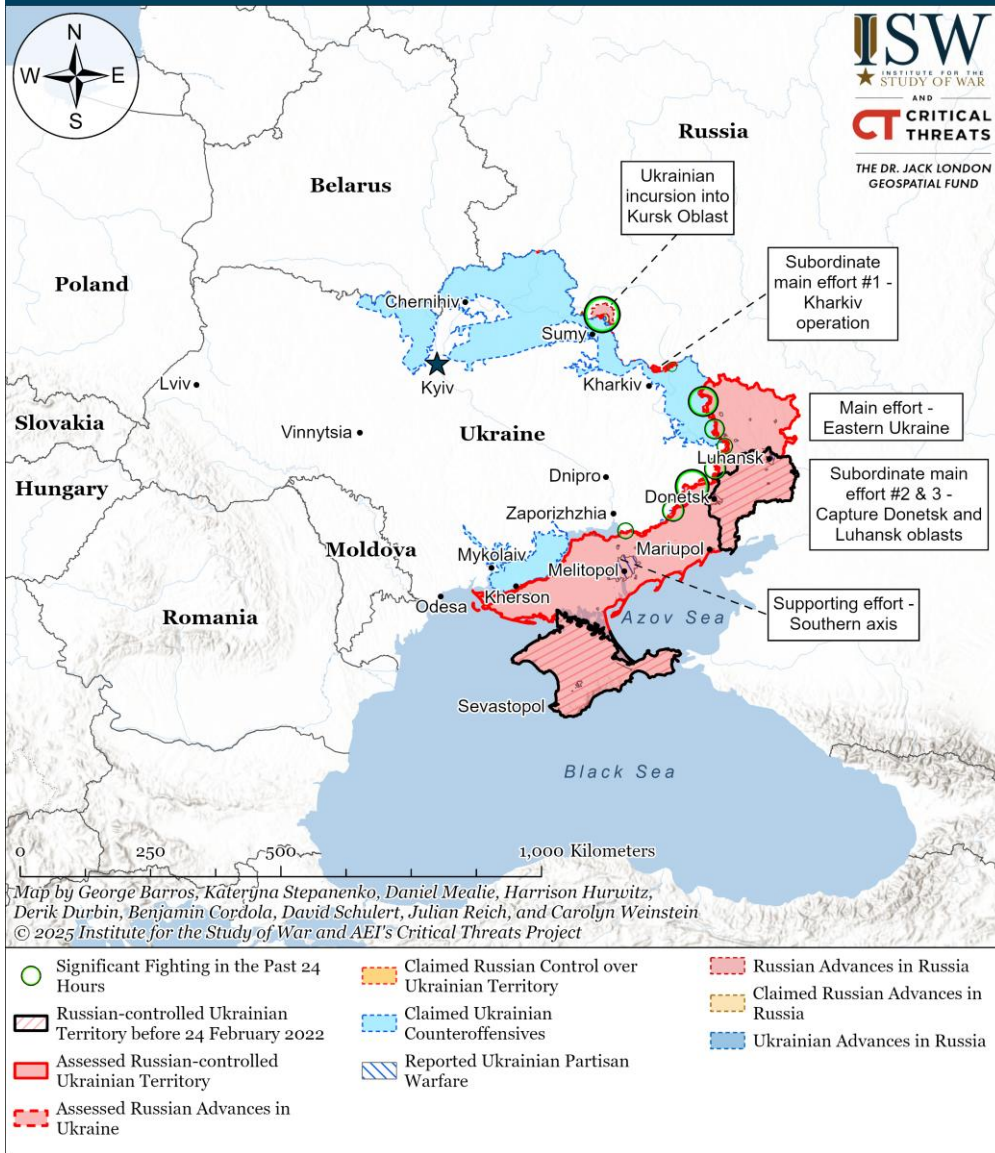 N
W
E
S
ISW
INSTITUTE FOR THE
STUDY OF WAR
AND
CT CRITICAL
THREATS
THE DR. JACK LONDON
GEOSPATIAL FUND
Russia
Belarus
Ukrainian
incursion into
Kursk Oblast
Poland
Subordinate
main effort #1 -
Kharkiv
operation
Chernihiv
Sumy
Kyiv
Kharkiv
Lviv
Slovakia
Vinnytsia
Ukraine
Main effort -
Eastern Ukraine
Luhansk
Hungary
Dnipro
Donetsk
Subordinate main
effort #2 & 3 -
Capture Donetsk and
Luhansk oblasts
Zaporizhzhia
Moldova
Mykolaiv
Mariupol
Melitopol
Odesa
Kherson
Romania
Azov Sea
Supporting effort -
Southern axis
Sevastopol
Black Sea
0
250
500
1,000 Kilometers
Map by George Barros, Kateryna Stepanenko, Daniel Mealie, Harrison Hurwitz,
Derik Durbin, Benjamin Cordola, David Schulert, Julian Reich, and Carolyn Weinstein
© 2025 Institute for the Study of War and AEI's Critical Threats Project
Significant Fighting in the Past 24
Hours
Russian-controlled Ukrainian
Territory before 24 February 2022
Assessed Russian-controlled
Ukrainian Territory
Assessed Russian Advances in
Ukraine
Claimed Russian Control over
Ukrainian Territory
Claimed Ukrainian
Counteroffensives
Reported Ukrainian Partisan
Warfare
Russian Advances in Russia
Claimed Russian Advances in
Russia
Ukrainian Advances in Russia